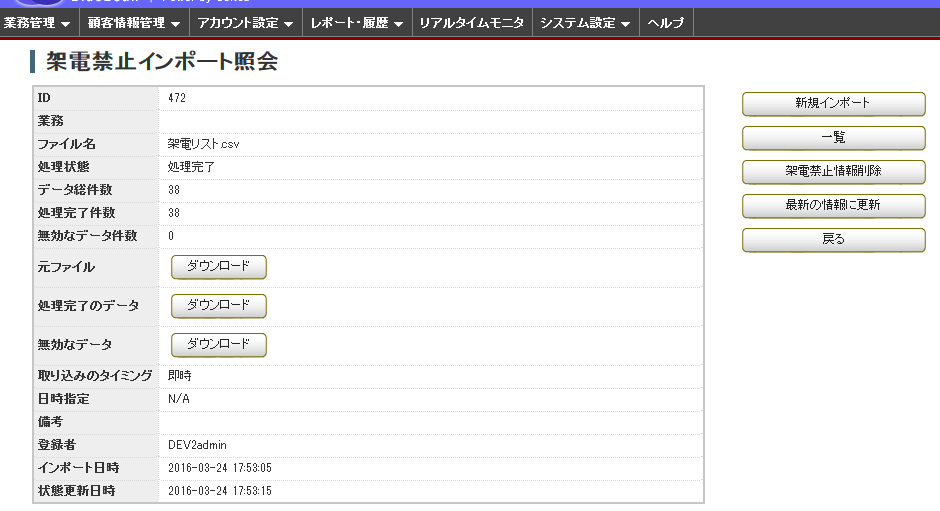 業務管理 顧客情報管理 アカウント設定 レポート・履歴 リアルタイムモニタ システム設定 ヘルプ
架電禁止インポート照会
ID 472
業務
ファイル名 架電リスト.csv
処理状態 処理完了
データ総件数 38
処理完了件数 38
無効なデータ件数 0
元ファイル ダウンロード
処理完了のデータ ダウンロード
無効なデータ ダウンロード
取り込みのタイミング 即時
日時指定 N/A
備考
登録者 DEV2admin
インポート日時 2016-03-24 17:53:05
状態更新日時 2016-03-24 17:53:15
新規インポート
一覧
架電禁止情報削除
最新の情報に更新
戻る